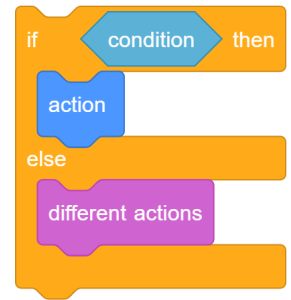 if condition then
action
else
different actions